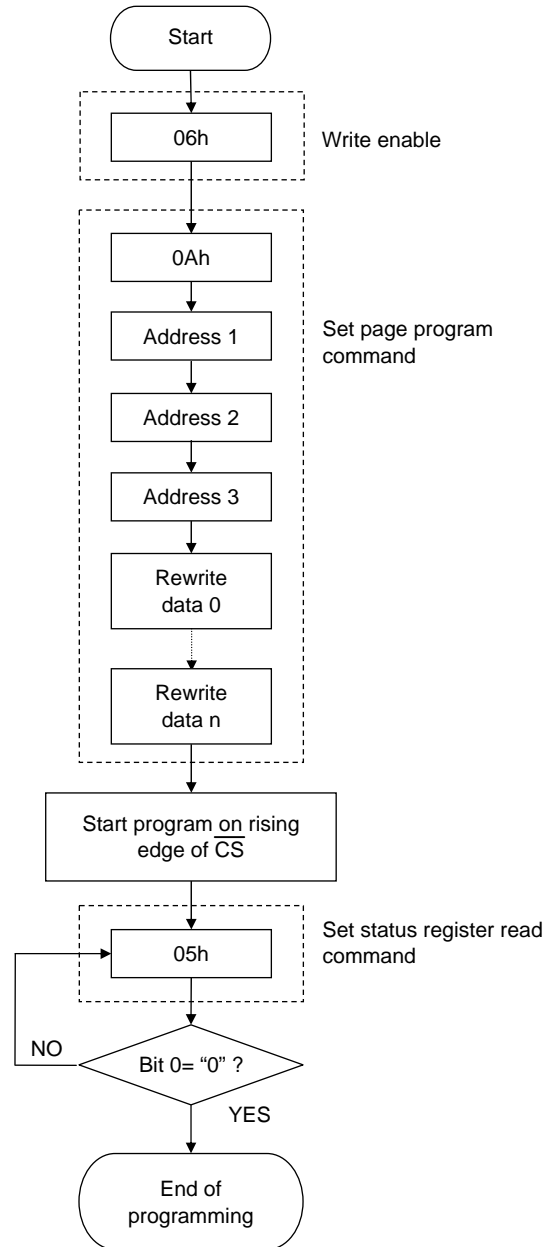 Start
06h
Write enable
0Ah
Address 1
Set page program
command
Address 2
Address 3
Rewrite
data 0
Rewrite
data n
Start program on rising
edge of C̅S̅
Set status register read
command
05h
NO
Bit 0= “0” ?
YES
End of
programming